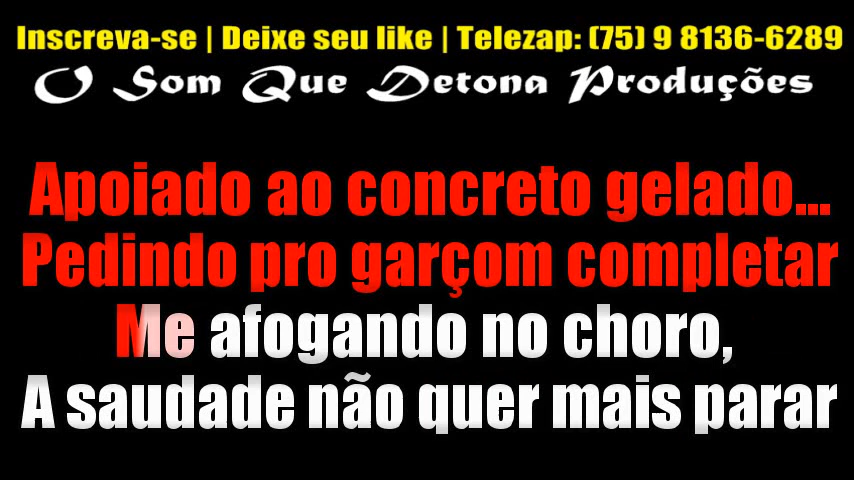 Inscreva-se | Deixe seu like | Telezap: (75) 9 8136-6289
O Som Que Detona Produções
Apoiado ao concreto gelado...
Pedindo pro garçom completar
Me afogando no choro,
A saudade não quer mais parar